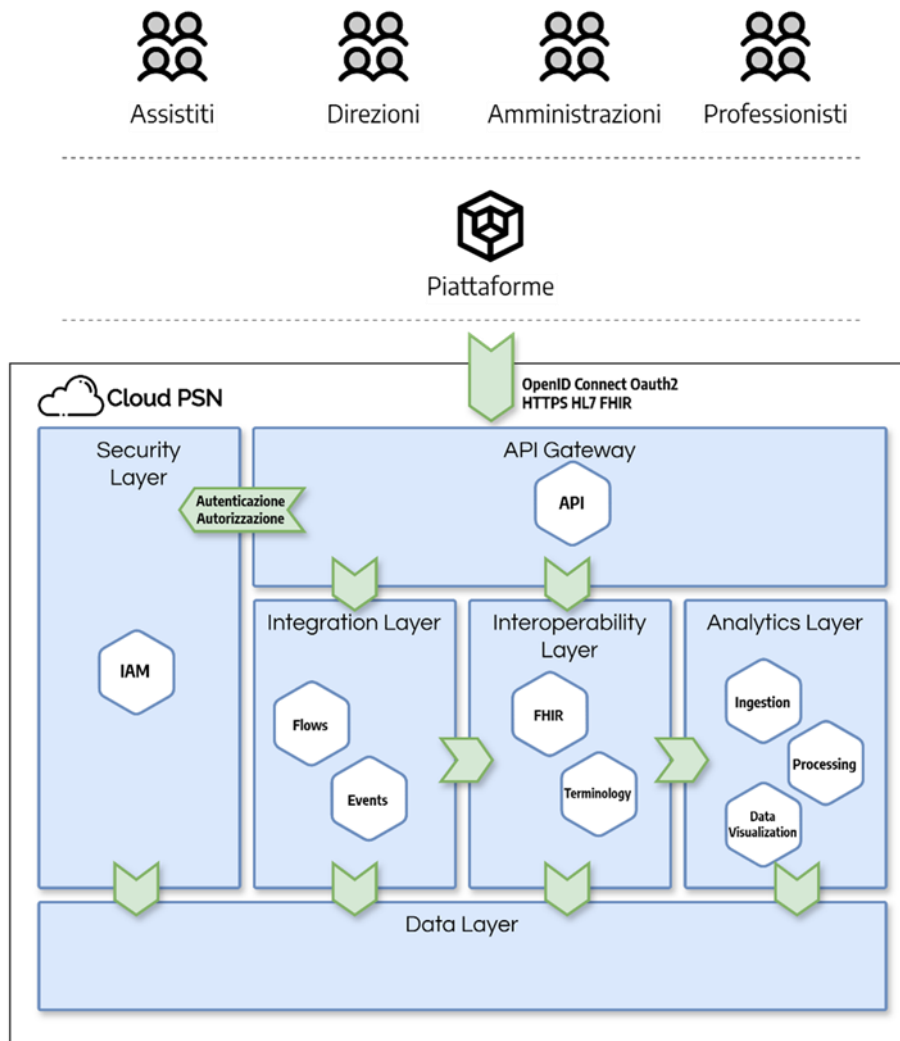 Assistiti
Direzioni
Amministrazioni
Professionisti
Piattaforme
OpenID Connect Oauth2
HTTPS HL7 FHIR
Cloud PSN
Security
Layer
API Gateway
API
Autenticazione
Autorizzazione
Integration Layer
Interoperability
Layer
Analytics Layer
IAM
Flows
Events
FHIR
Terminology
Ingestion
Processing
Data
Visualization
Data Layer